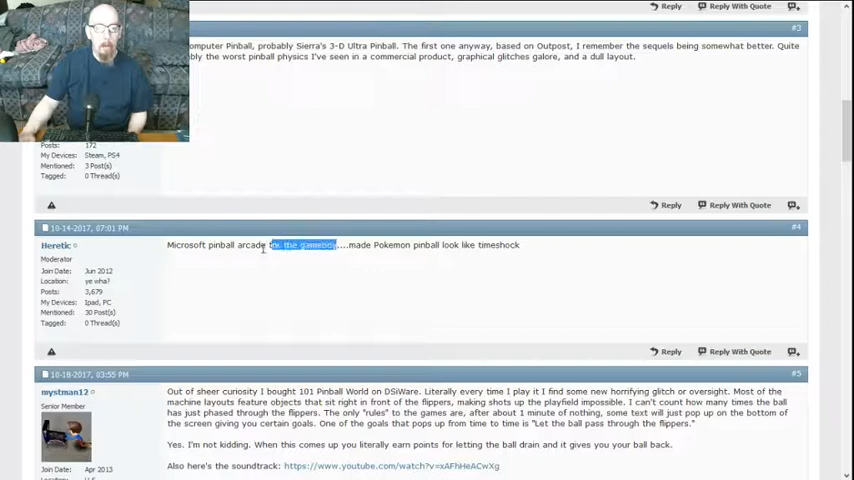 Reply Reply With Quote
#3
omputer Pinball, probably Sierra's 3-D Ultra Pinball. The first one anyway, based on Outpost, I remember the sequels being somewhat better. Quite
bly the worst pinball physics I've seen in a commercial product, graphical glitches galore, and a dull layout.
Posts: 172
My Devices: Steam, PS4
Mentioned: 3 Post(s)
Tagged: 0 Thread(s)
Reply Reply With Quote
10-14-2017, 07:01 PM #4
Heretic
Moderator
Join Date: Jun 2012
Location: ye wha?
Posts: 3,679
My Devices: Ipad, PC
Mentioned: 30 Post(s)
Tagged: 0 Thread(s)
Microsoft pinball arcade for the gameboy....made Pokemon pinball look like timeshock
Reply Reply With Quote
10-18-2017, 03:55 PM #5
mystman12
Senior Member
Join Date: Apr 2013
Out of sheer curiosity I bought 101 Pinball World on DSiWare. Literally every time I play it I find some new horrifying glitch or oversight. Most of the
machine layouts feature objects that sit right in front of the flippers, making shots up the playfield impossible. I can't count how many times the ball
has just phased through the flippers. The only "rules" to the games are, after about 1 minute of nothing, some text will just pop up on the bottom of
the screen giving you certain goals. One of the goals that pops up from time to time is "Let the ball pass through the flippers."
Yes. I'm not kidding. When this comes up you literally earn points for letting the ball drain and it gives you your ball back.
Also here's the soundtrack: https://www.youtube.com/watch?v=xAFhHeACwXg